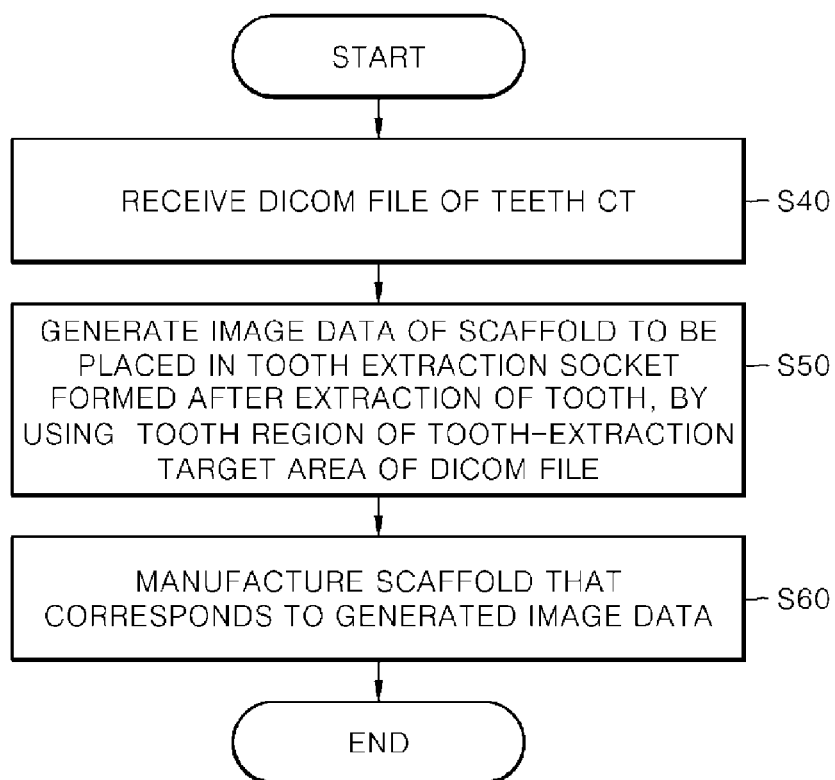 START
RECEIVE DICOM FILE OF TEETH CT
S40
GENERATE IMAGE DATA OF SCAFFOLD TO BE
PLACED IN TOOTH EXTRACTION SOCKET
FORMED AFTER EXTRACTION OF TOOTH, BY
USING TOOTH REGION OF TOOTH-EXTRACTION
TARGET AREA OF DICOM FILE
S50
MANUFACTURE SCAFFOLD THAT
CORRESPONDS TO GENERATED IMAGE DATA
S60
END